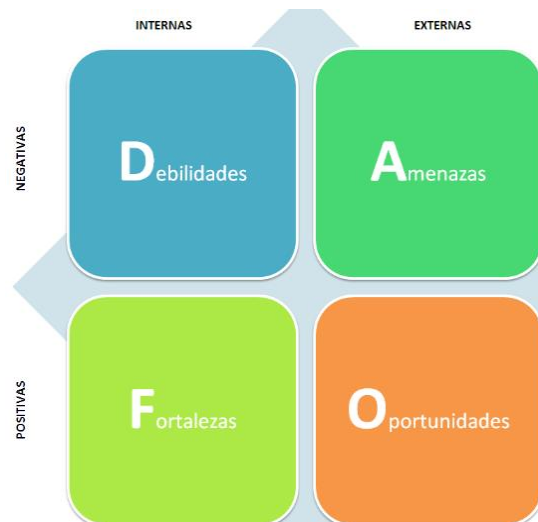 INTERNAS
EXTERNAS
NEGATIVAS
Debilidades
Amenazas
POSITIVAS
Fortalezas
Oportunidades